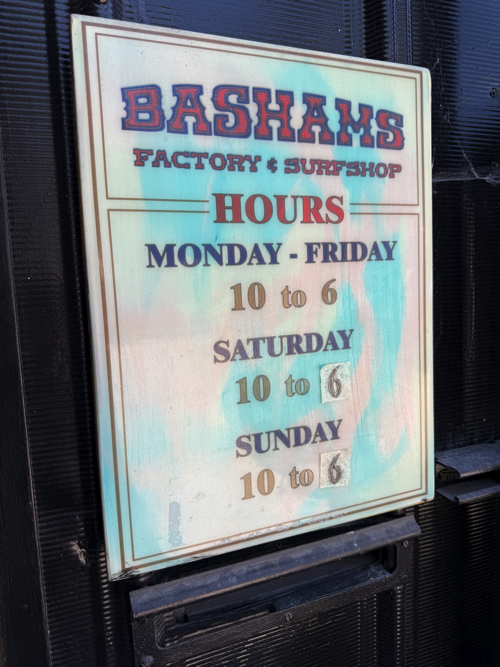 BASHAMS
FACTORY & SURFSHOP
HOURS
MONDAY - FRIDAY
10 to 6
SATURDAY
10 to 6
SUNDAY
10 to 6